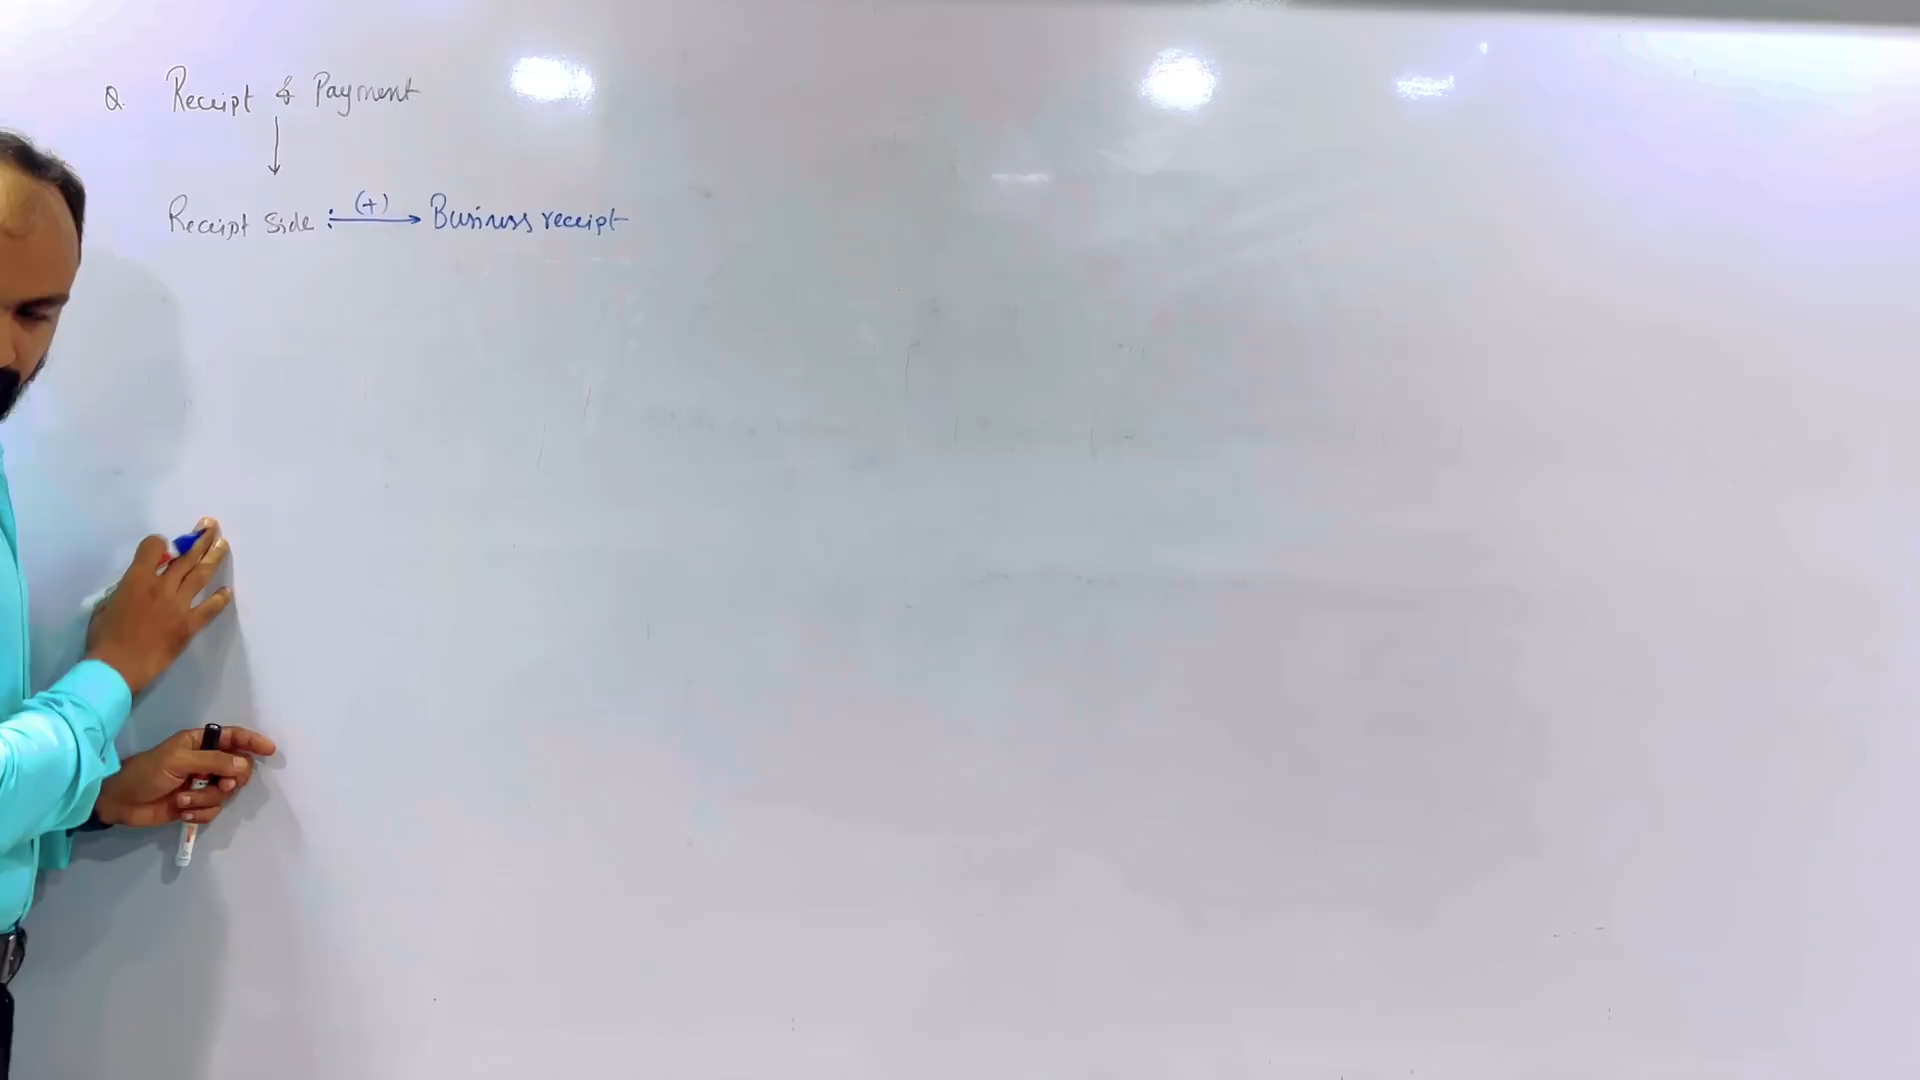 Q. Receipt & Payment
↓
Receipt Side : (+) → Business receipt